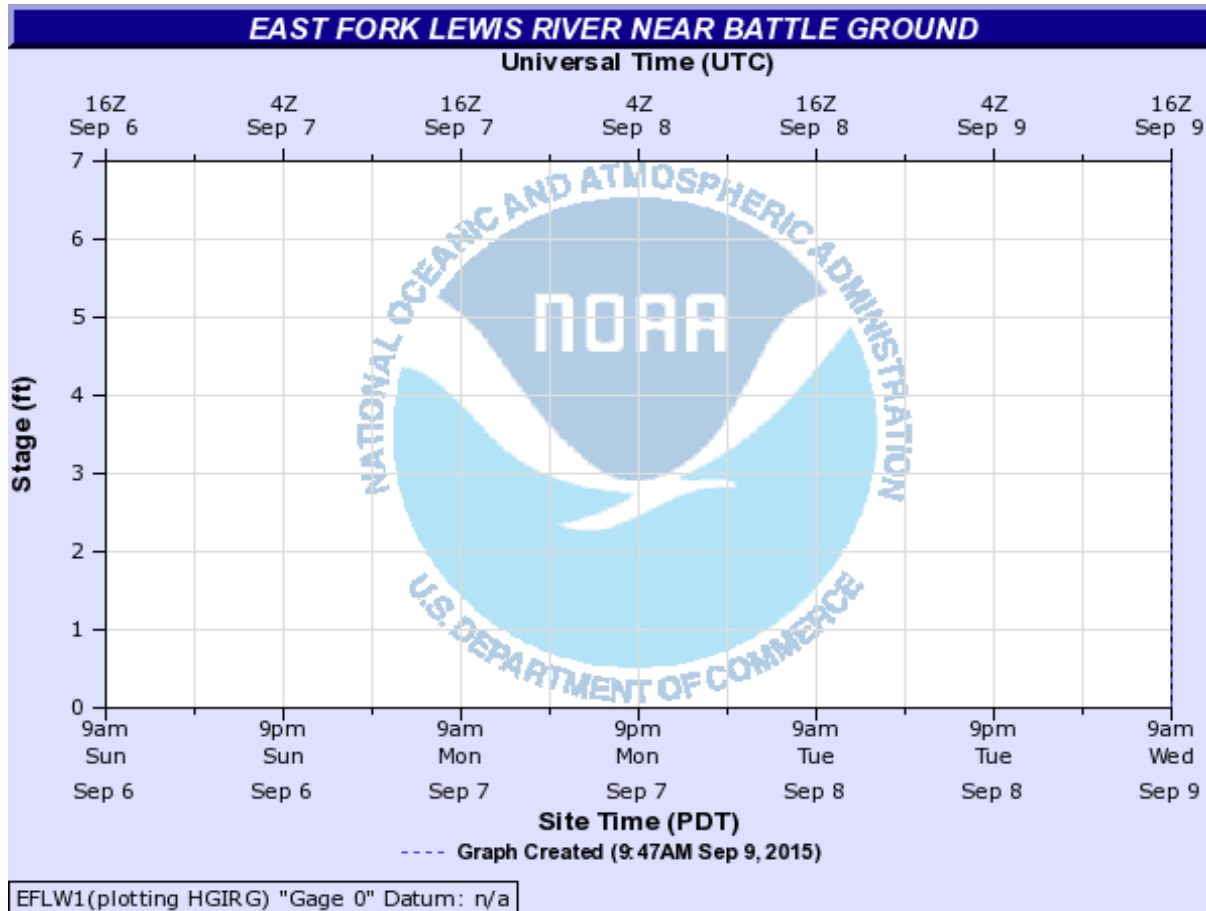 EAST FORK LEWIS RIVER NEAR BATTLE GROUND
Universal Time (UTC)
16Z 4Z 16Z 4Z 16Z 4Z 16Z
Sep 6 Sep 7 Sep 7 Sep 8 Sep 8 Sep 9 Sep 9
7
6
5
4
3
2
1
0
Stage (ft)
NATIONAL OCEANIC AND ATMOSPHERIC ADMINISTRATION
NOAA
U.S. DEPARTMENT OF COMMERCE
9am 9pm 9am 9pm 9am 9pm 9am
Sun Sun Mon Mon Tue Tue Wed
Sep 6 Sep 6 Sep 7 Sep 7 Sep 8 Sep 8 Sep 9
Site Time (PDT)
---- Graph Created (9:47AM Sep 9, 2015)
EFLW1(plotting HGIRG) "Gage 0" Datum: n/a